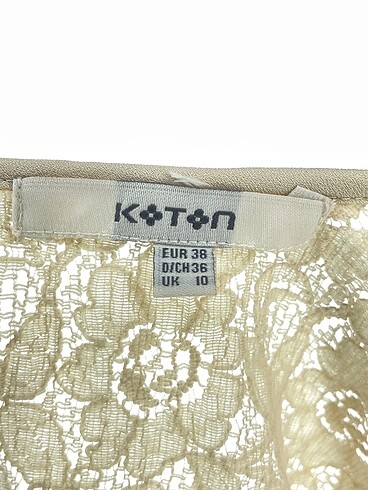 KOTON
EUR 38
D/CH 36
UK 10